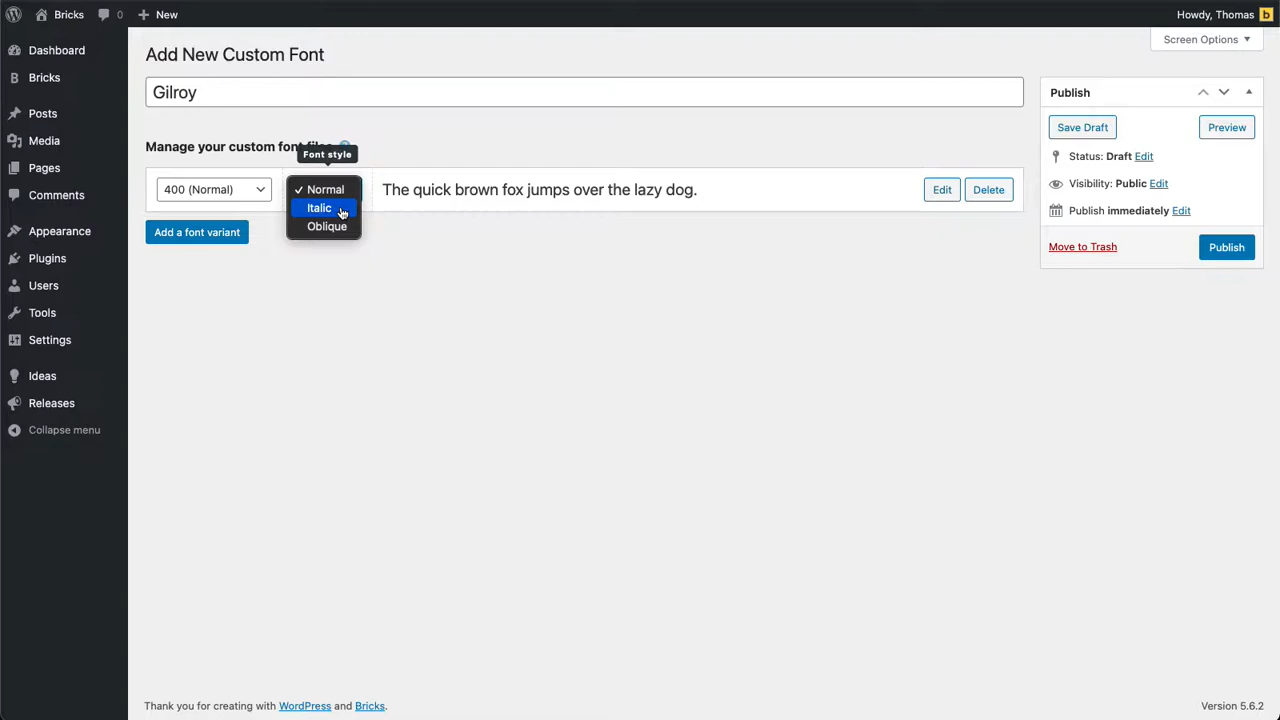 Bricks 0 New Howdy, Thomas b
Screen Options
Dashboard
B Bricks
Posts
Media
Pages
Comments
Appearance
Plugins
Users
Tools
Settings
Ideas
Releases
Collapse menu
Add New Custom Font
Gilroy
Manage your custom font files
Font style
400 (Normal)
✓ Normal
Italic
Oblique
The quick brown fox jumps over the lazy dog.
Edit Delete
Add a font variant
Publish
Save Draft Preview
Status: Draft Edit
Visibility: Public Edit
Publish immediately Edit
Move to Trash Publish
Thank you for creating with WordPress and Bricks.
Version 5.6.2